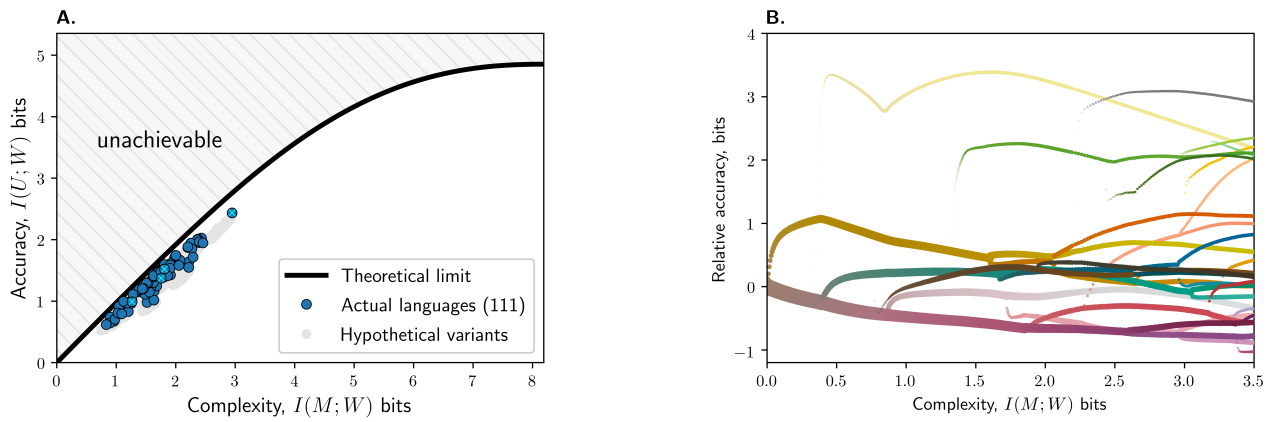 A.
Accuracy, I(U; W) bits
5
4
3
2
1
0
unachievable
Theoretical limit
Actual languages (111)
Hypothetical variants
0 1 2 3 4 5 6 7 8
Complexity, I(M; W) bits
B.
Relative accuracy, bits
4
3
2
1
0
−1
0.0 0.5 1.0 1.5 2.0 2.5 3.0 3.5
Complexity, I(M; W) bits